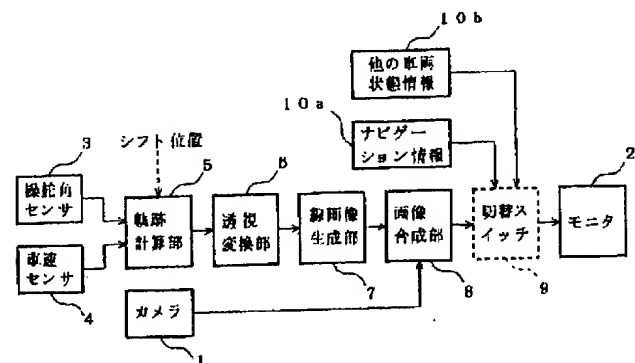 10b
他の車両
状態情報
10a
ナビゲー
ション情報
3
シフト位置
5
6
2
操舵角
センサ
軌跡
計算部
透視
変換部
線画像
生成部
画像
合成部
切替ス
イッチ
モニタ
車速
センサ
7
8
9
4
カメラ
1